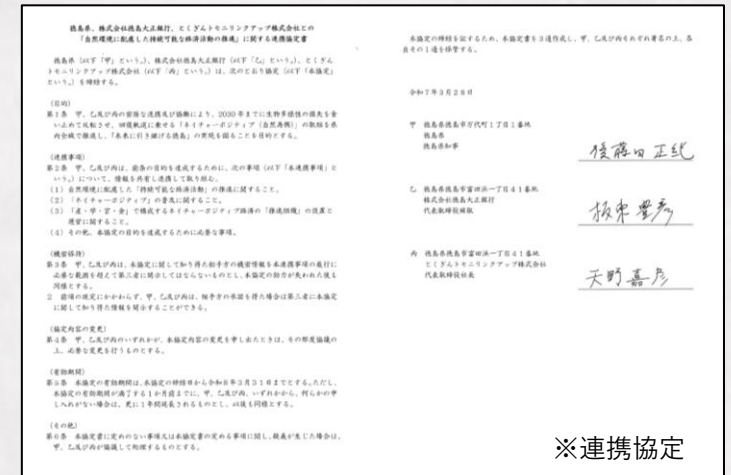 徳島県、株式会社徳島大正銀行、とくぎんトモニリンクアップ株式会社との
「自然環境に配慮した持続可能な経済活動の推進」に関する連携協定書
徳島県(以下「甲」という。)、株式会社徳島大正銀行(以下「乙」という。)、とくぎん
トモニリンクアップ株式会社(以下「丙」という。)は、次のとおり協定(以下「本協定」
という。)を締結する。
(目的)
第1条 甲、乙及び丙の密接な連携及び協働により、2030年までに生物多様性の損失を食
い止めて反転させ、回復軌道に乗せる「ネイチャーポジティブ(自然再興)」の取組を県
内全域で推進し、「未来に引き継げる徳島」の実現を図ることを目的とする。
(連携事項)
第2条 甲、乙及び丙は、前条の目的を達成するために、次の事項(以下「本連携事項」と
いう。)について、情報を共有し連携して取り組む。
(1)自然環境に配慮した「持続可能な経済活動」の推進に関すること。
(2)「ネイチャーポジティブ」の普及に関すること。
(3)「産・学・官・金」で構成するネイチャーポジティブ経済の「推進組織」の設置と
運営に関すること。
(4)その他、本協定の目的を達成するために必要な事項。
(機密保持)
第3条 甲、乙及び丙は、本協定に関して知り得た相手方の機密情報を本連携事項の履行に
必要な範囲を超えて第三者に開示してはならないものとし、本協定の効力が失われた後も
同様とする。
2 前項の規定にかかわらず、甲、乙及び丙は、相手方の承諾を得た場合は第三者に本協定
に関して知り得た情報を開示することができる。
(協定内容の変更)
第4条 甲、乙及び丙のいずれかが、本協定内容の変更を申し出たときは、その都度協議の
上、必要な変更を行うものとする。
(有効期間)
第5条 本協定の有効期間は、本協定の締結日から令和8年3月31日までとする。ただし、
本協定の有効期間が満了する1か月前までに、甲、乙及び丙、いずれからか、何らかの申
し入れがない場合は、更に1年間延長されるものとし、以後も同様とする。
(その他)
第6条 本協定書に定めのない事項又は本協定書の定める事項に関し、疑義が生じた場合は、
甲、乙及び丙が協議して処理するものとする。
本協定の締結を証するため、本協定書を3通作成し、甲、乙及び丙それぞれ署名の上、各
自その1通を保管する。
令和7年3月28日
甲 徳島県徳島市万代町1丁目1番地
徳島県
徳島県知事
後藤田 正純
乙 徳島県徳島市富田浜一丁目41番地
株式会社徳島大正銀行
代表取締役頭取
板東 豊彦
丙 徳島県徳島市富田浜一丁目41番地
とくぎんトモニリンクアップ株式会社
代表取締役社長
天野 嘉彦
※連携協定